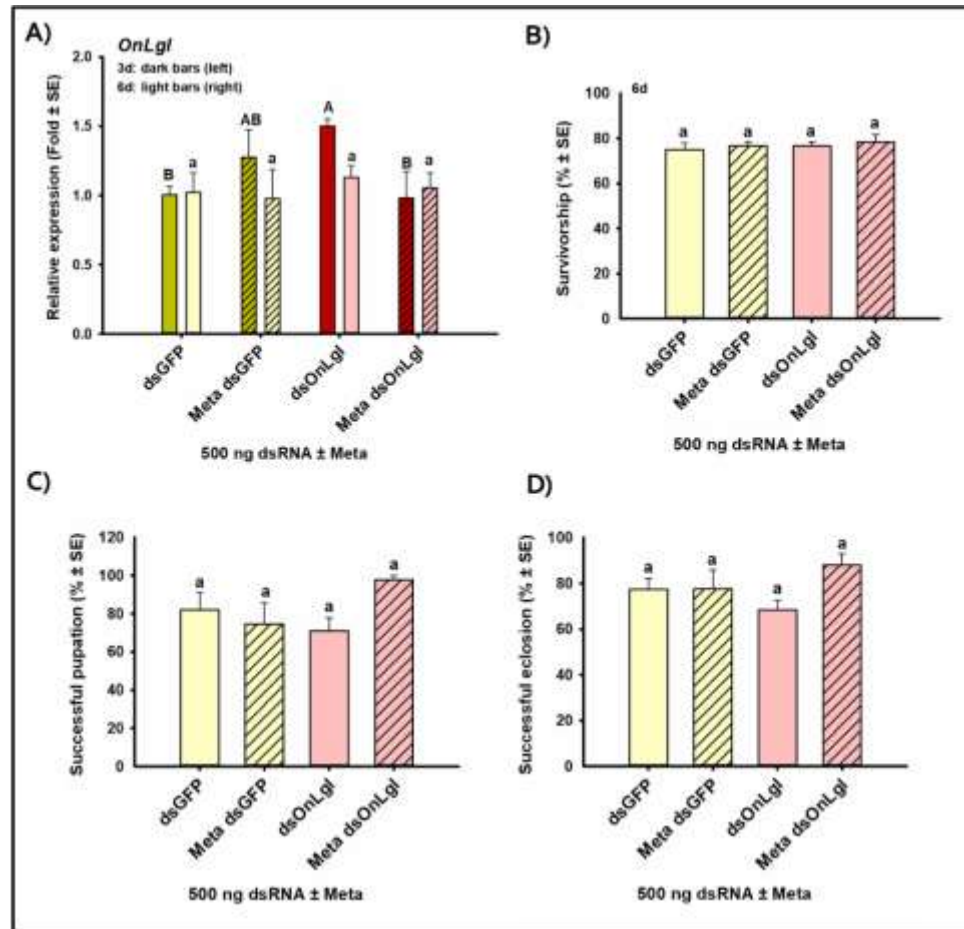 A)
OnLgl
3d: dark bars (left)
6d: light bars (right)
Relative expression (Fold ± SE)
2.0
1.5
1.0
0.5
0.0
B
a
AB
a
A
a
B
a
dsGFP
Meta dsGFP
dsOnLgl
Meta dsOnLgl
500 ng dsRNA ± Meta
B)
6d
Survivorship (% ± SE)
100
80
60
40
20
0
a
a
a
a
dsGFP
Meta dsGFP
dsOnLgl
Meta dsOnLgl
500 ng dsRNA ± Meta
C)
Successful pupation (% ± SE)
120
100
80
60
40
20
0
a
a
a
a
dsGFP
Meta dsGFP
dsOnLgl
Meta dsOnLgl
500 ng dsRNA ± Meta
D)
Successful eclosion (% ± SE)
100
80
60
40
20
0
a
a
a
a
dsGFP
Meta dsGFP
dsOnLgl
Meta dsOnLgl
500 ng dsRNA ± Meta